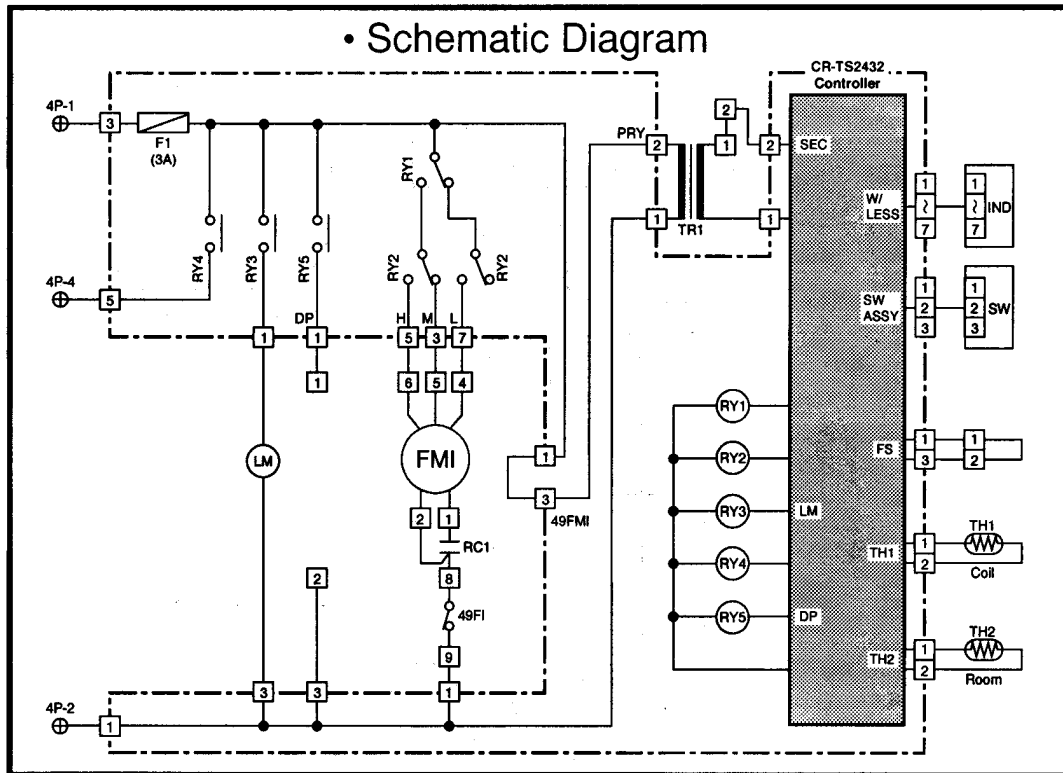 • Schematic Diagram
CR-TS2432
Controller
4P-1
3
F1
(3A)
PRY
2
2
1
2
SEC
1
TR1
1
RY1
RY4
RY3
RY5
RY2
RY2
4P-4
5
W/
LESS
1
~
7
1
~
7
IND
SW
ASSY
1
2
3
1
2
3
SW
DP
H
M
L
1
1
5
3
7
1
6
5
4
LM
FMI
1
3
49FMI
2
1
RC1
2
8
49FI
9
3
3
1
4P-2
1
RY1
RY2
RY3
LM
RY4
RY5
DP
FS
1
3
1
2
TH1
1
2
TH1
Coil
TH2
1
2
TH2
Room